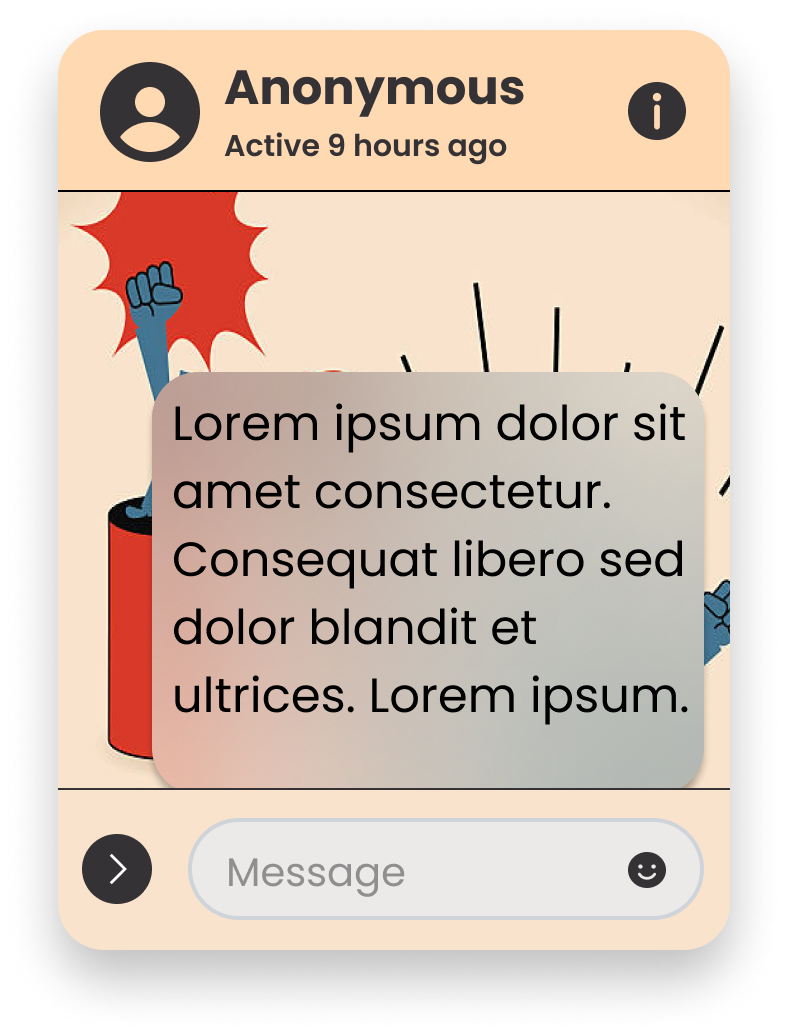 Anonymous
Active 9 hours ago
Lorem ipsum dolor sit
amet consectetur.
Consequat libero sed
dolor blandit et
ultrices. Lorem ipsum.
Message